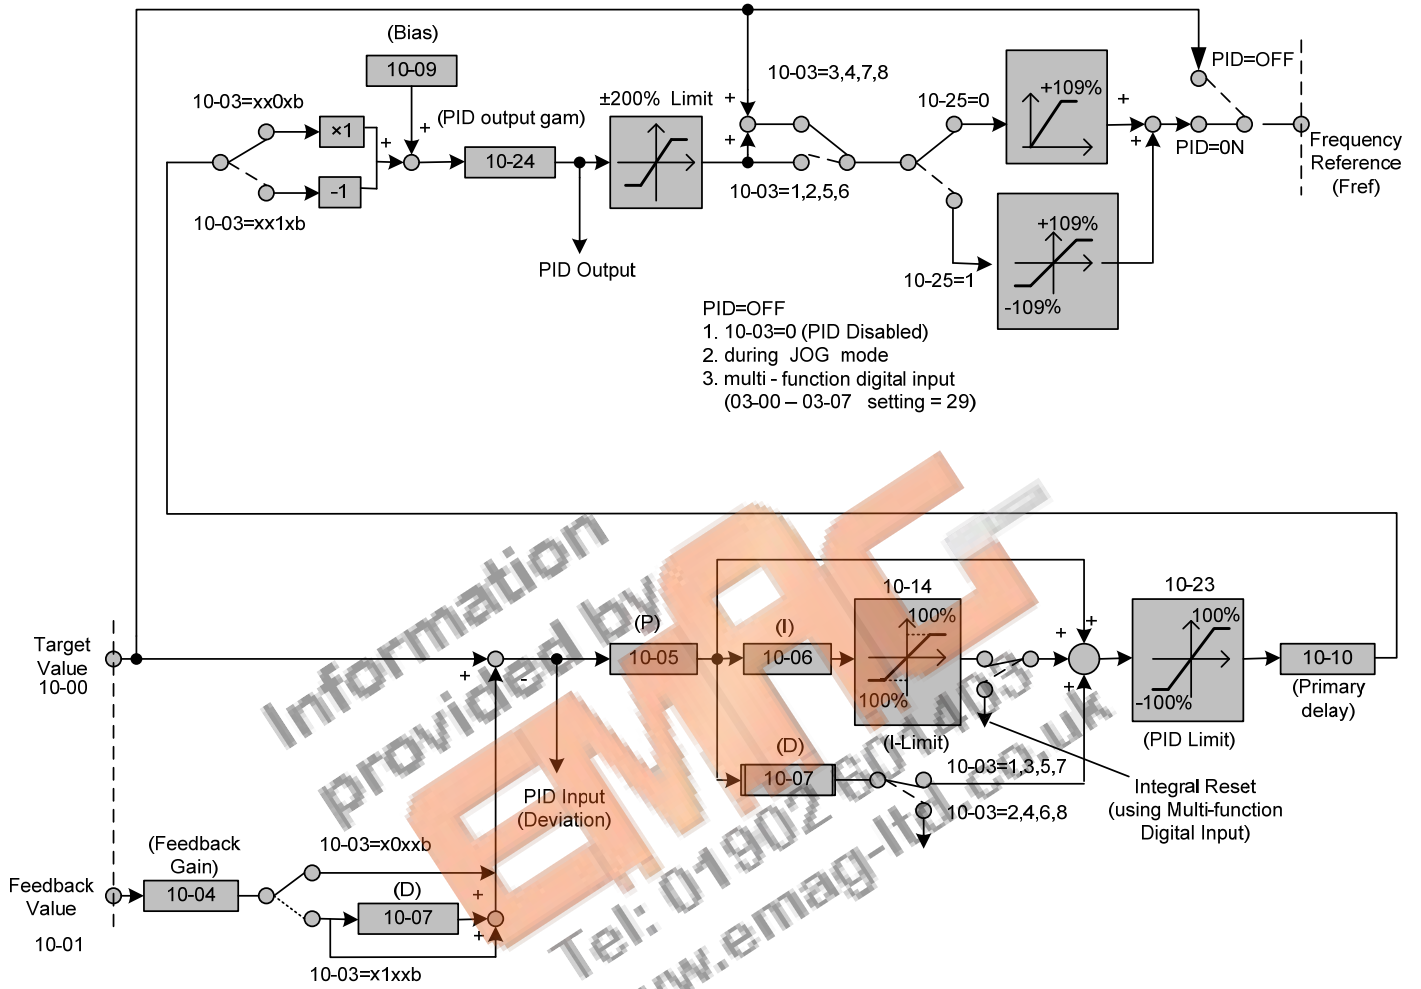 (Bias)
10-09
PID=OFF
10-03=3,4,7,8
+109%
±200% Limit
10-25=0
+
+
10-03=xx0xb
×1
+
+
(PID output gam)
10-24
+
+
PID=0N
Frequency
Reference
(Fref)
-1
10-03=xx1xb
10-03=1,2,5,6
PID Output
+109%
10-25=1
-109%
PID=OFF
1. 10-03=0 (PID Disabled)
2. during JOG mode
3. multi - function digital input
(03-00 – 03-07 setting = 29)
10-14
10-23
Target
Value
10-00
+
-
(P)
10-05
(I)
10-06
100%
100%
(I-Limit)
+
+
+
+
100%
-100%
(PID Limit)
10-10
(Primary
delay)
(D)
10-07
10-03=1,3,5,7
10-03=2,4,6,8
Integral Reset
(using Multi-function
Digital Input)
PID Input
(Deviation)
(Feedback
Gain)
10-03=x0xxb
Feedback
Value
10-01
10-04
(D)
10-07
+
+
10-03=x1xxb
Information
provided by
EMAG
Tel: 01902 601403
www.emag-ltd.co.uk